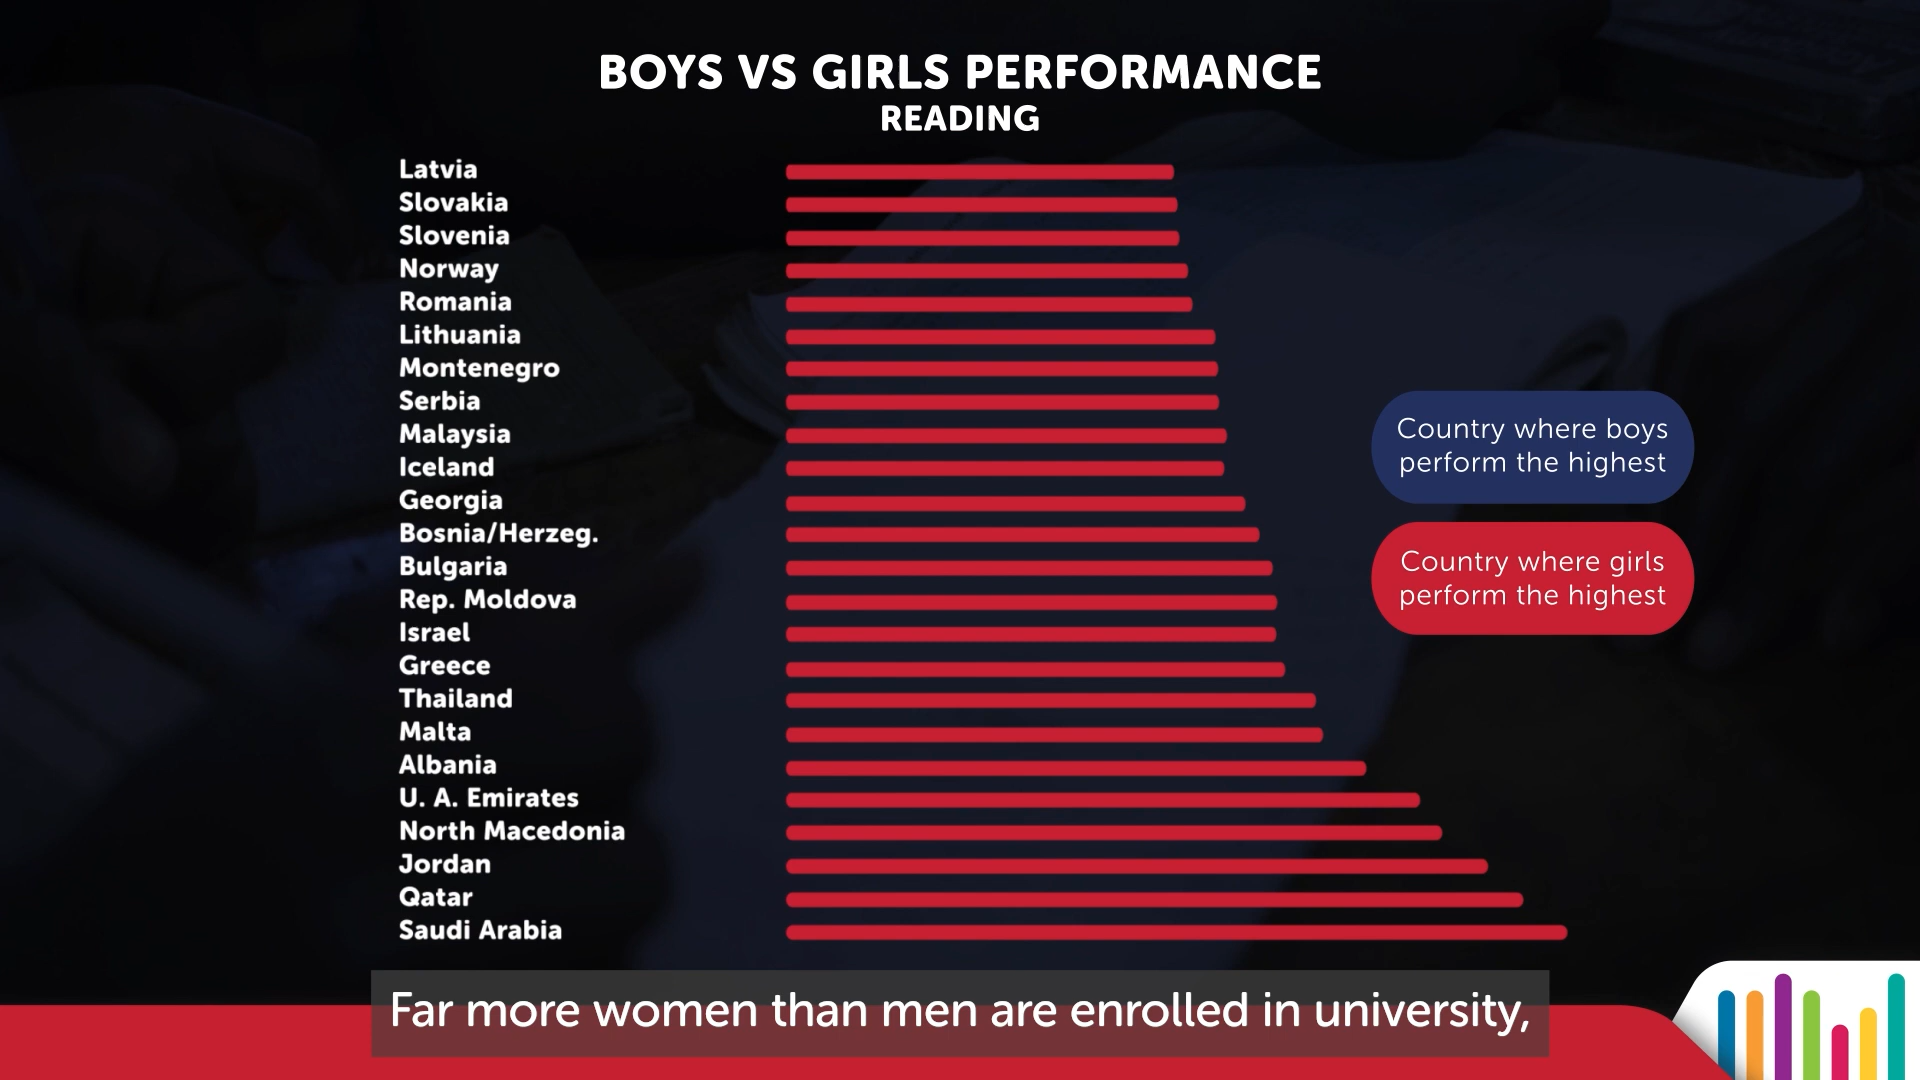 BOYS VS GIRLS PERFORMANCE
READING
Latvia
Slovakia
Slovenia
Norway
Romania
Lithuania
Montenegro
Serbia
Malaysia
Iceland
Georgia
Bosnia/Herzeg.
Bulgaria
Rep. Moldova
Israel
Greece
Thailand
Malta
Albania
U. A. Emirates
North Macedonia
Jordan
Qatar
Saudi Arabia
Country where boys
perform the highest
Country where girls
perform the highest
Far more women than men are enrolled in university,